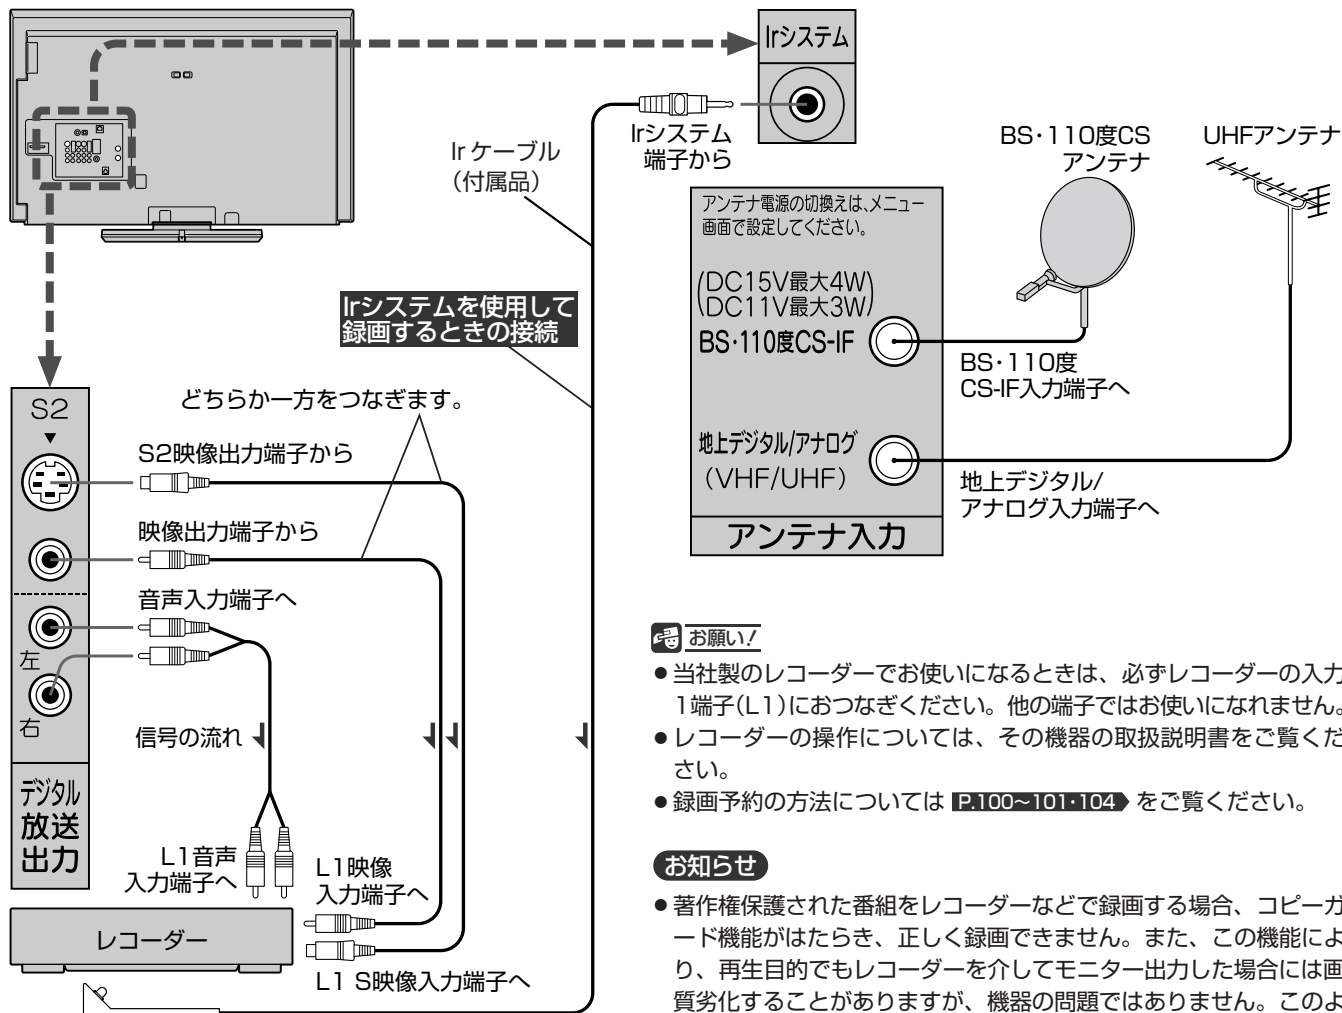 Irシステム
Irシステム
端子から
Ir ケーブル
（付属品）
BS・110度CS
アンテナ
UHFアンテナ
アンテナ電源の切換えは、メニュー
画面で設定してください。
(DC15V最大4W)
(DC11V最大3W)
BS・110度CS-IF
BS・110度
CS-IF入力端子へ
地上デジタル/アナログ
（VHF/UHF）
地上デジタル/
アナログ入力端子へ
アンテナ入力
Irシステムを使用して
録画するときの接続
どちらか一方をつなぎます。
S2
S2映像出力端子から
映像出力端子から
音声入力端子へ
左
右
信号の流れ
デジタル
放送
出力
L1音声
入力端子へ
L1映像
入力端子へ
レコーダー
L1 S映像入力端子へ
お願い!
●当社製のレコーダーでお使いになるときは、必ずレコーダーの入力
1端子(L1)におつなぎください。他の端子ではお使いになれません。
●レコーダーの操作については、その機器の取扱説明書をご覧くだ
さい。
●録画予約の方法については P.100~101・104 をご覧ください。
お知らせ
●著作権保護された番組をレコーダーなどで録画する場合、コピーガ
ード機能がはたらき、正しく録画できません。また、この機能によ
り、再生目的でもレコーダーを介してモニター出力した場合には画
質劣化することがありますが、機器の問題ではありません。このよ